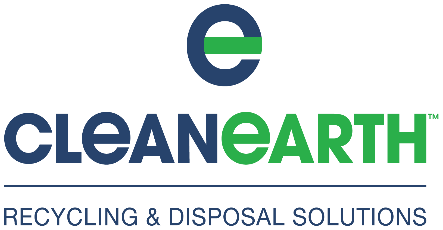 e
CLeANeARTH™
RECYCLING & DISPOSAL SOLUTIONS